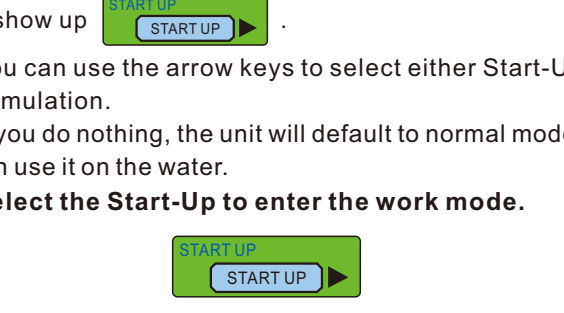 START UP
show up START UP .
ou can use the arrow keys to select either Start-U
mulation.
you do nothing, the unit will default to normal mod
n use it on the water.
elect the Start-Up to enter the work mode.
START UP
START UP